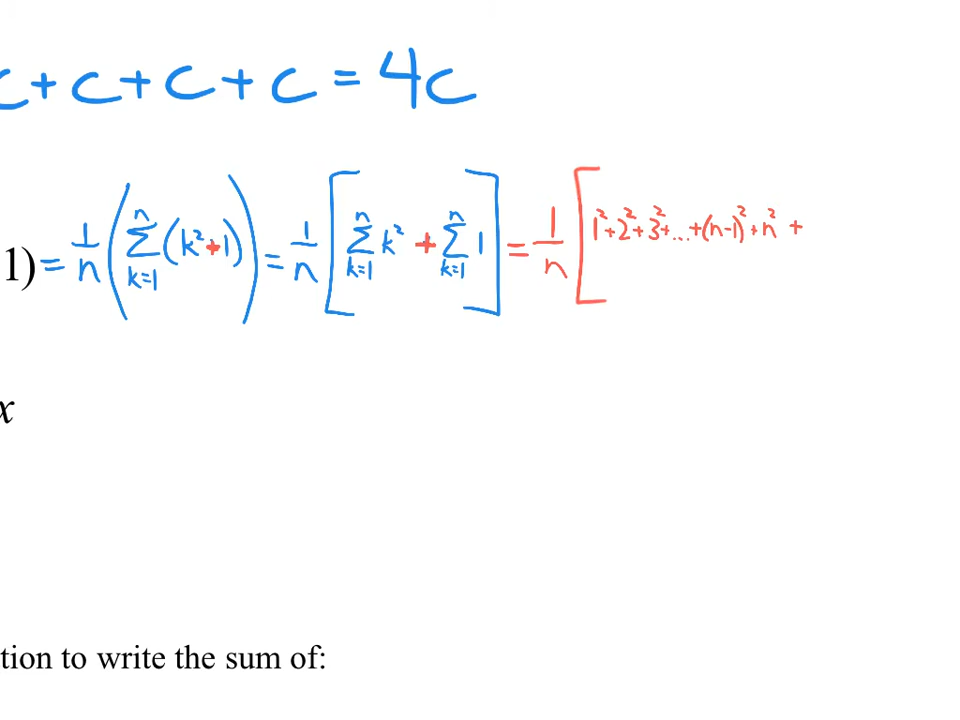 c + c + c + c = 4c
1) = 1/n ( ∑_{k=1}^{n} (k² + 1) ) = 1/n [ ∑_{k=1}^{n} k² + ∑_{k=1}^{n} 1 ] = 1/n [ 1² + 2² + 3² + ... + (n-1)² + n² +
x
tion to write the sum of: